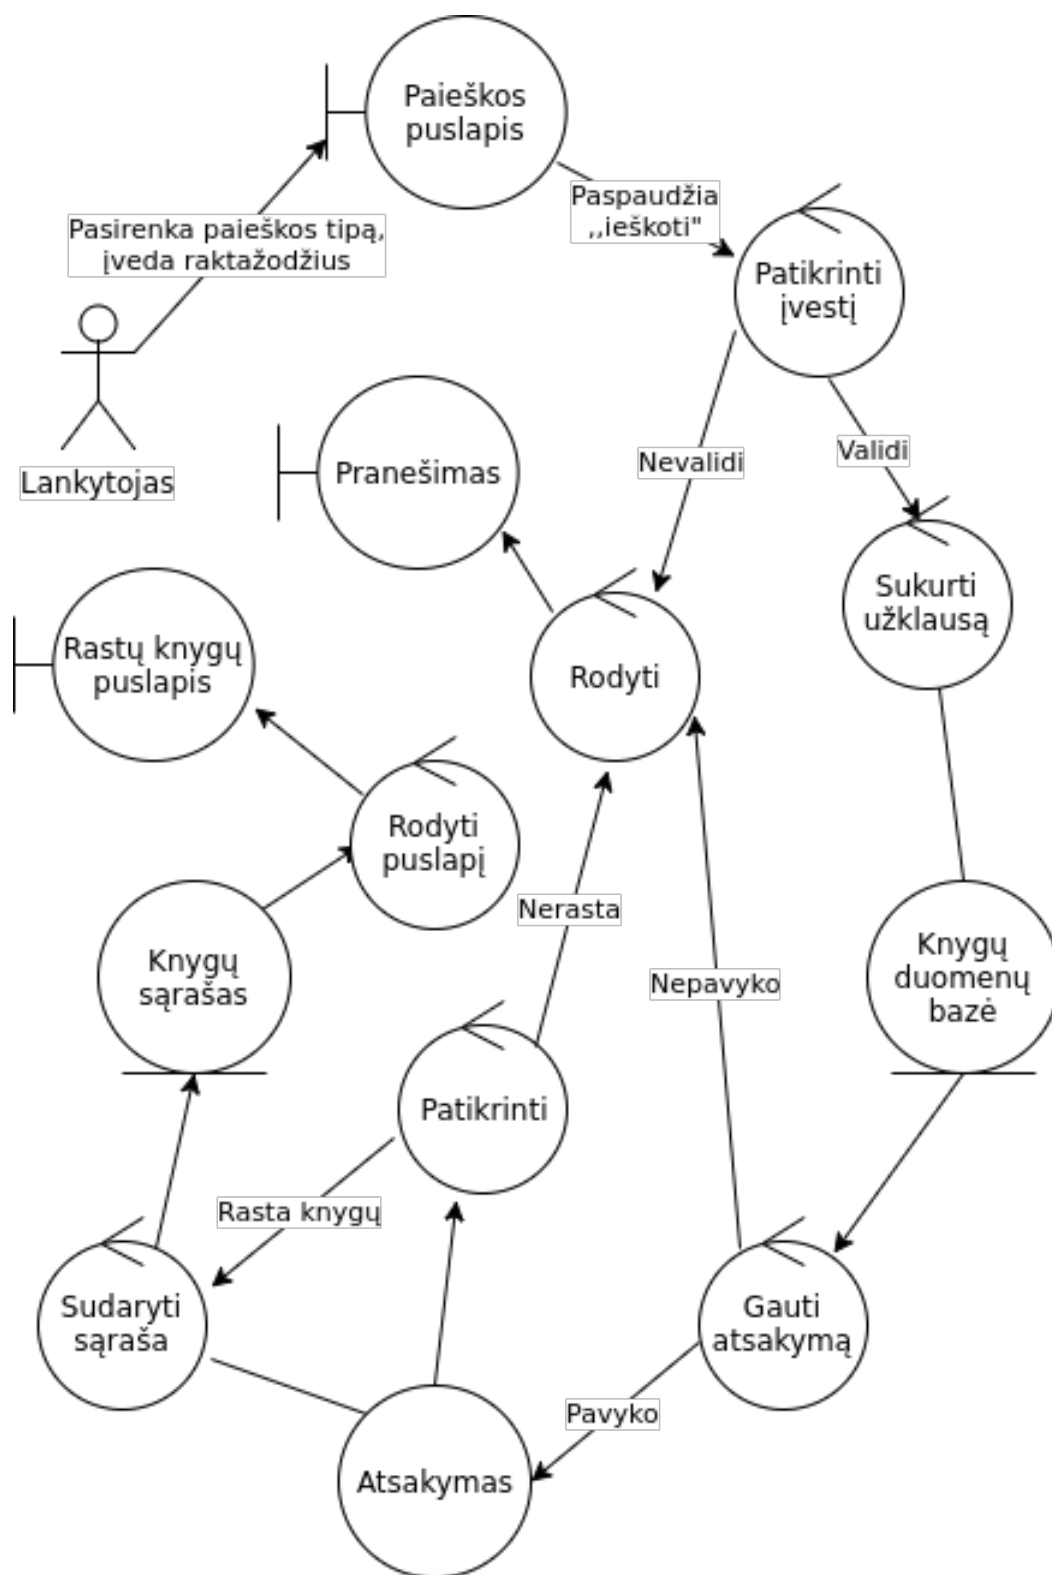 Paieškos
puslapis
Pasirenka paieškos tipą,
įveda raktažodžius
Paspaudžia
,,ieškoti"
Patikrinti
įvestį
Lankytojas
Pranešimas
Nevalidi
Validi
Sukurti
užklausą
Rastų knygų
puslapis
Rodyti
Rodyti
puslapį
Nerasta
Knygų
sąrašas
Nepavyko
Knygų
duomenų
bazė
Patikrinti
Rasta knygų
Sudaryti
sąraša
Gauti
atsakymą
Pavyko
Atsakymas